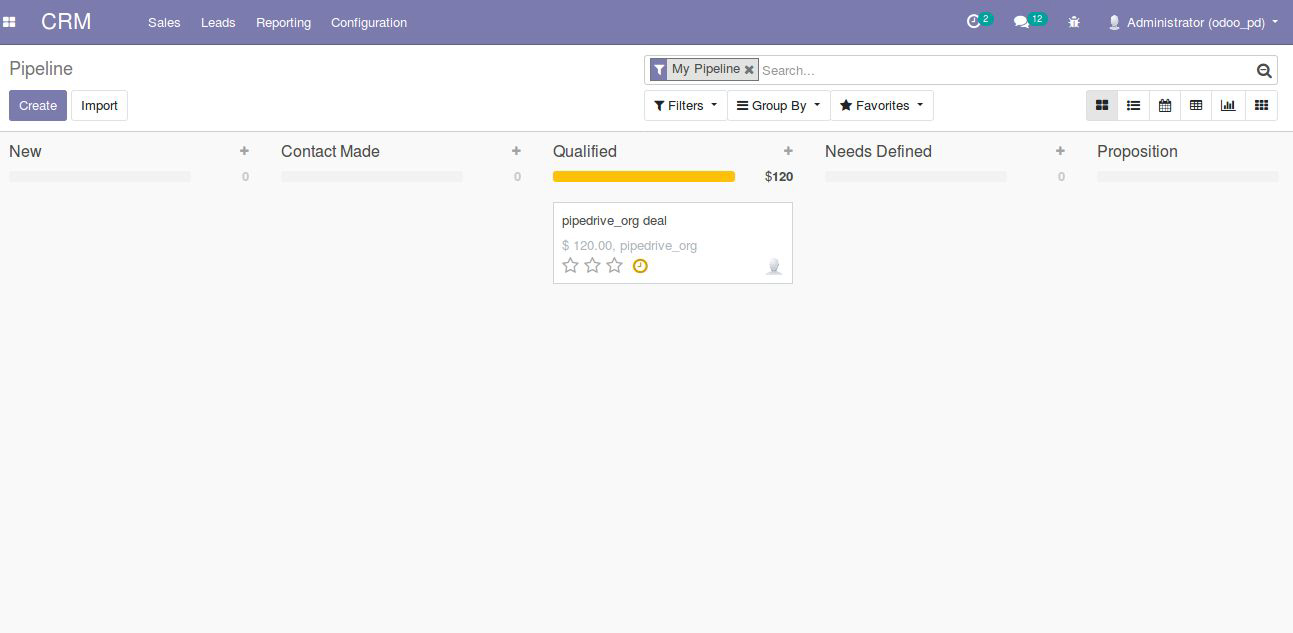 CRM Sales Leads Reporting Configuration 2 12 Administrator (odoo_pd)
Pipeline My Pipeline Search...
Create Import Filters Group By Favorites
New Contact Made Qualified Needs Defined Proposition
0 0 $120 0
pipedrive_org deal
$ 120.00, pipedrive_org